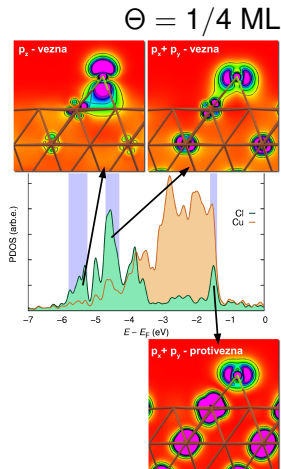 Θ = 1/4 ML
p_z - vezna
p_x+ p_y - vezna
PDOS (arb.e.)
Cl
Cu
-7 -6 -5 -4 -3 -2 -1 0
E − E_F (eV)
p_x+ p_y - protivezna